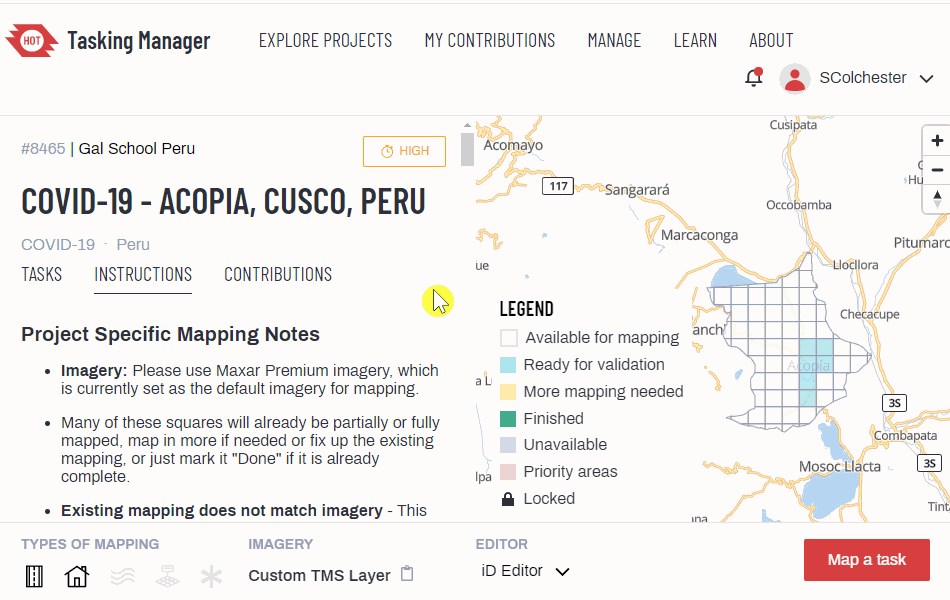 HOT
Tasking Manager
EXPLORE PROJECTS
MY CONTRIBUTIONS
MANAGE
LEARN
ABOUT
SColchester
#8465 | Gal School Peru
HIGH
COVID-19 - ACOPIA, CUSCO, PERU
COVID-19 · Peru
TASKS
INSTRUCTIONS
CONTRIBUTIONS
Project Specific Mapping Notes
• Imagery: Please use Maxar Premium imagery, which
is currently set as the default imagery for mapping.
• Many of these squares will already be partially or fully
mapped, map in more if needed or fix up the existing
mapping, or just mark it "Done" if it is already
complete.
• Existing mapping does not match imagery - This
Cusipata
Acomayo
117
Sangarará
Occobamba
Marcaconga
Pitumarc
ue
Llocllora
Checacupe
anch
Acopia
a L
3S
Combapata
3S
Mosoc Llacta
lpa
Tint
Hu
+
-
LEGEND
Available for mapping
Ready for validation
More mapping needed
Finished
Unavailable
Priority areas
Locked
TYPES OF MAPPING
IMAGERY
Custom TMS Layer
EDITOR
iD Editor
Map a task